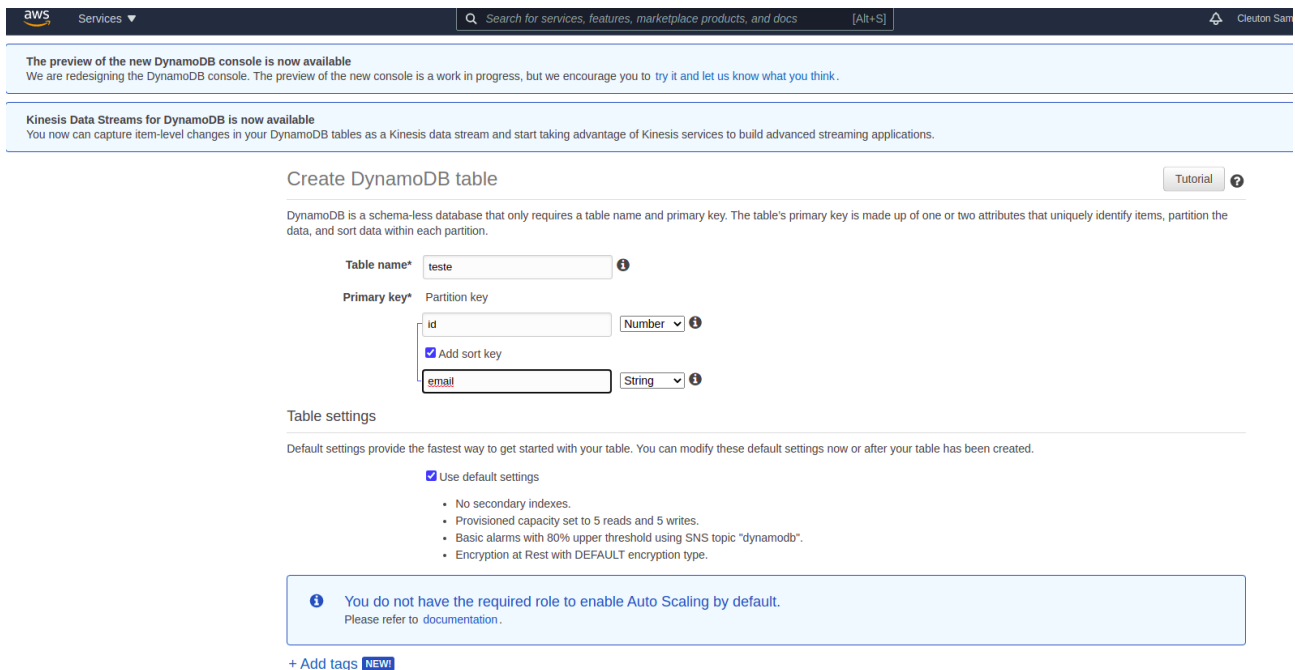 aws Services ▼ Search for services, features, marketplace products, and docs [Alt+S] Cleuton Sam
The preview of the new DynamoDB console is now available
We are redesigning the DynamoDB console. The preview of the new console is a work in progress, but we encourage you to try it and let us know what you think.
Kinesis Data Streams for DynamoDB is now available
You now can capture item-level changes in your DynamoDB tables as a Kinesis data stream and start taking advantage of Kinesis services to build advanced streaming applications.
Create DynamoDB table Tutorial
DynamoDB is a schema-less database that only requires a table name and primary key. The table's primary key is made up of one or two attributes that uniquely identify items, partition the
data, and sort data within each partition.
Table name* teste
Primary key* Partition key
id Number
Add sort key
email String
Table settings
Default settings provide the fastest way to get started with your table. You can modify these default settings now or after your table has been created.
Use default settings
• No secondary indexes.
• Provisioned capacity set to 5 reads and 5 writes.
• Basic alarms with 80% upper threshold using SNS topic "dynamodb".
• Encryption at Rest with DEFAULT encryption type.
You do not have the required role to enable Auto Scaling by default.
Please refer to documentation.
+ Add tags NEW!